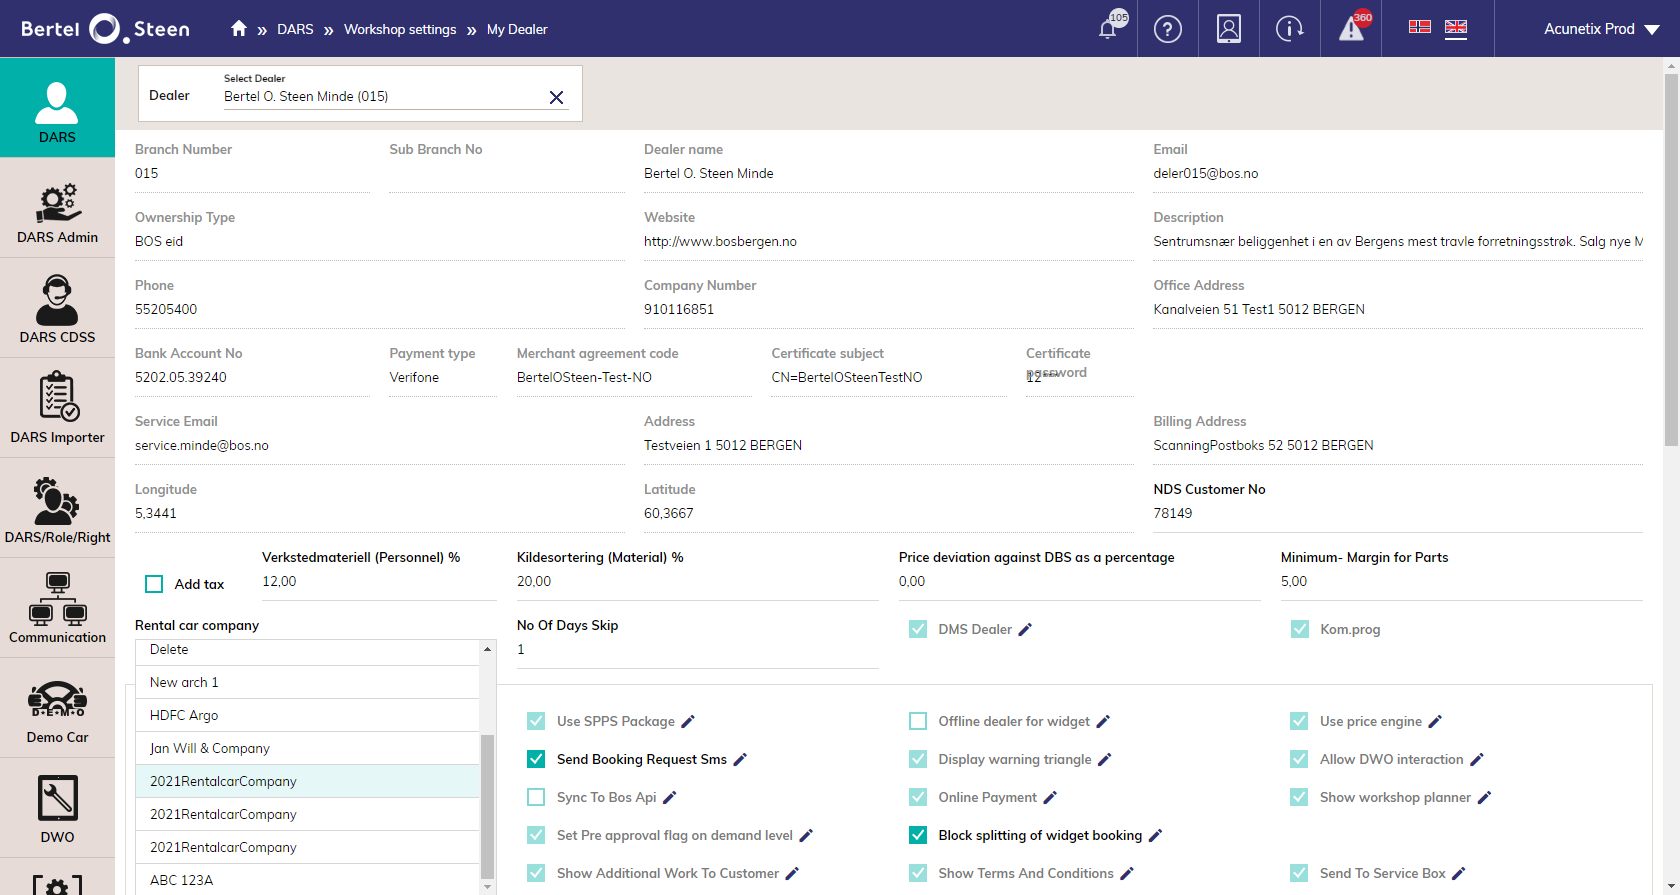 Bertel O. Steen
» DARS » Workshop settings » My Dealer
105
360
Acunetix Prod
DARS
DARS Admin
DARS CDSS
DARS Importer
DARS/Role/Right
Communication
D•E•M•O
Demo Car
DWO
Dealer
Select Dealer
Bertel O. Steen Minde (015)
Branch Number
015
Sub Branch No
Dealer name
Bertel O. Steen Minde
Email
deler015@bos.no
Ownership Type
BOS eid
Website
http://www.bosbergen.no
Description
Sentrumsnær beliggenhet i en av Bergens mest travle forretningsstrøk. Salg nye M
Phone
55205400
Company Number
910116851
Office Address
Kanalveien 51 Test1 5012 BERGEN
Bank Account No
5202.05.39240
Payment type
Verifone
Merchant agreement code
BertelOSteen-Test-NO
Certificate subject
CN=BertelOSteenTestNO
Certificate
password
12****
Service Email
service.minde@bos.no
Address
Testveien 1 5012 BERGEN
Billing Address
ScanningPostboks 52 5012 BERGEN
Longitude
5,3441
Latitude
60,3667
NDS Customer No
78149
Add tax
Verkstedmateriell (Personnel) %
12,00
Kildesortering (Material) %
20,00
Price deviation against DBS as a percentage
0,00
Minimum- Margin for Parts
5,00
Rental car company
Delete
New arch 1
HDFC Argo
Jan Will & Company
2021RentalcarCompany
2021RentalcarCompany
2021RentalcarCompany
ABC 123A
No Of Days Skip
1
DMS Dealer
Kom.prog
Use SPPS Package
Offline dealer for widget
Use price engine
Send Booking Request Sms
Display warning triangle
Allow DWO interaction
Sync To Bos Api
Online Payment
Show workshop planner
Set Pre approval flag on demand level
Block splitting of widget booking
Show Additional Work To Customer
Show Terms And Conditions
Send To Service Box